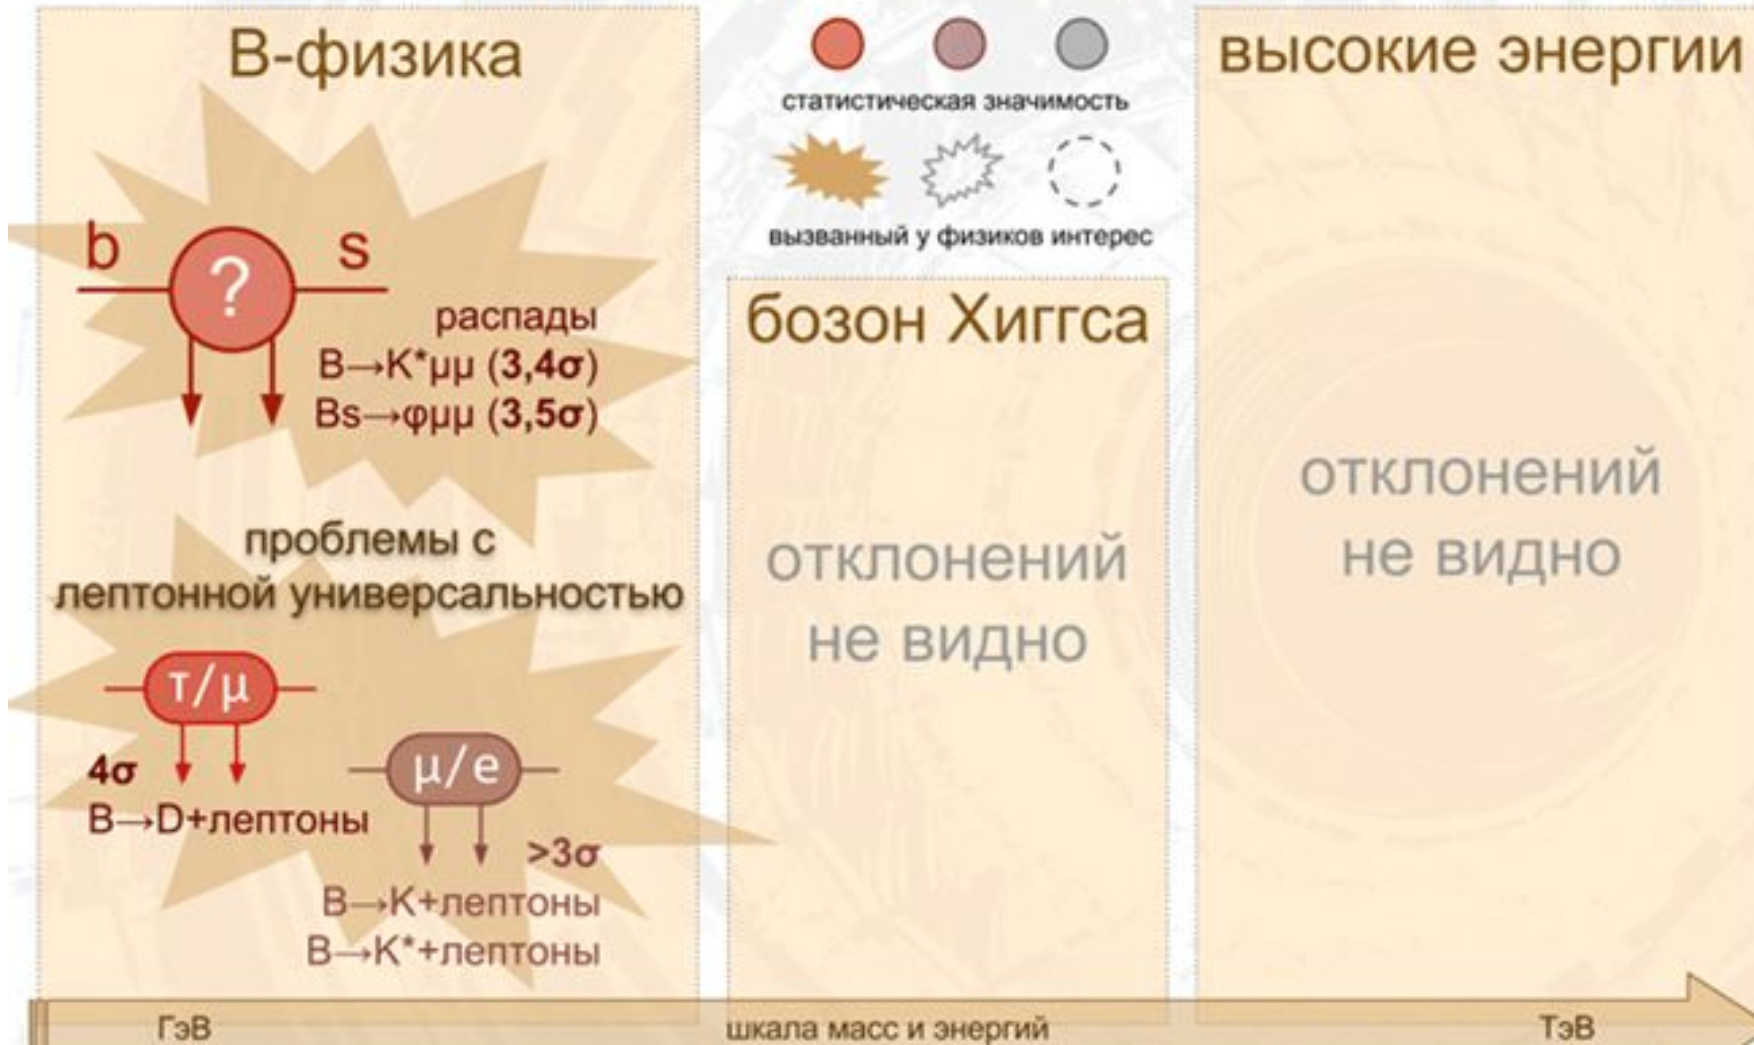 В-физика
b
?
s
распады
B→K*μμ (3,4σ)
Bs→φμμ (3,5σ)
проблемы с
лептонной универсальностью
τ/μ
4σ
B→D+лептоны
μ/e
>3σ
B→K+лептоны
B→K*+лептоны
статистическая значимость
вызванный у физиков интерес
бозон Хиггса
отклонений
не видно
высокие энергии
отклонений
не видно
ГэВ
шкала масс и энергий
ТэВ